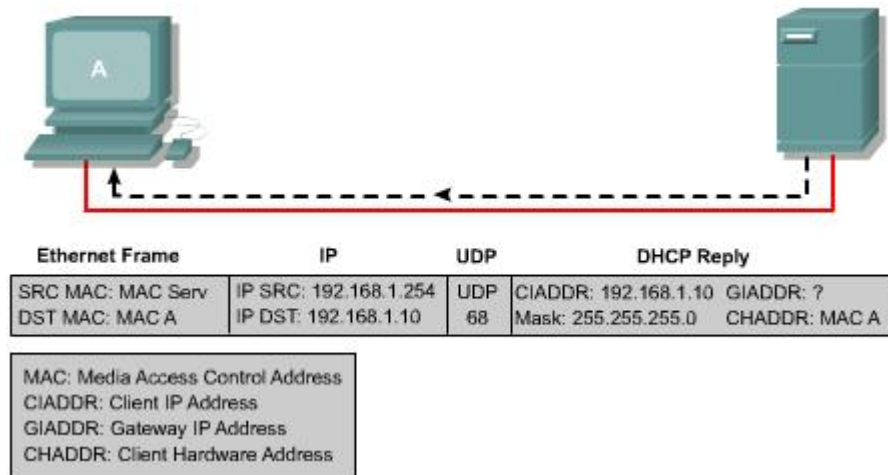 A
Ethernet Frame IP UDP DHCP Reply
SRC MAC: MAC Serv IP SRC: 192.168.1.254 UDP CIADDR: 192.168.1.10 GIADDR: ?
DST MAC: MAC A IP DST: 192.168.1.10 68 Mask: 255.255.255.0 CHADDR: MAC A
MAC: Media Access Control Address
CIADDR: Client IP Address
GIADDR: Gateway IP Address
CHADDR: Client Hardware Address